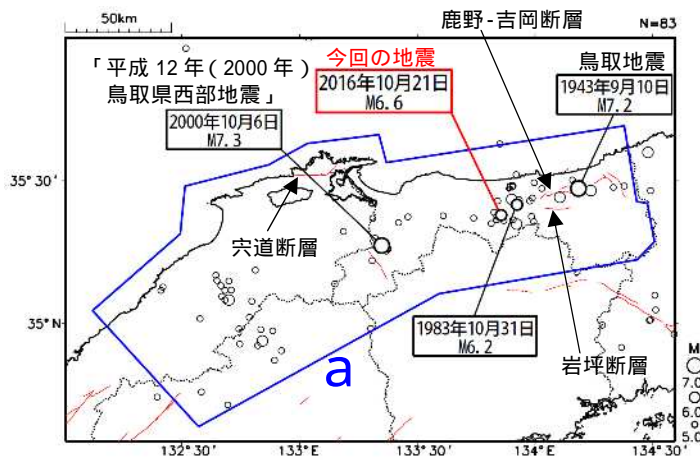 50km
N=83
鹿野-吉岡断層
「平成 12 年(2000 年)
鳥取県西部地震」
今回の地震
鳥取地震
2016年10月21日
M6.6
1943年9月10日
M7.2
2000年10月6日
M7.3
35°30'
宍道断層
35°N
1983年10月31日
M6.2
岩坪断層
a
M
7.0
6.0
5.0
132°30'
133°E
133°30'
134°E
134°30'